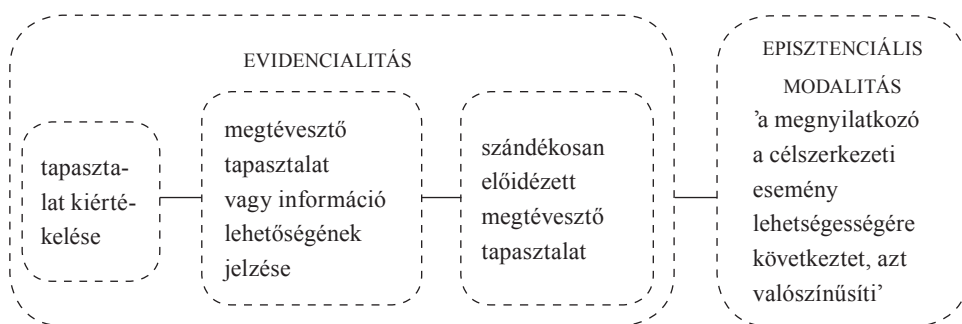 EVIDENCIALITÁS
tapaszta-
lat kiérté-
kelése
megtévesztő
tapasztalat
vagy információ
lehetőségének
jelzése
szándékosan
előidézett
megtévesztő
tapasztalat
EPISZTENCIÁLIS
MODALITÁS
’a megnyilatkozó
a célszerkezeti
esemény
lehetségességére
következtet, azt
valószínűsíti’